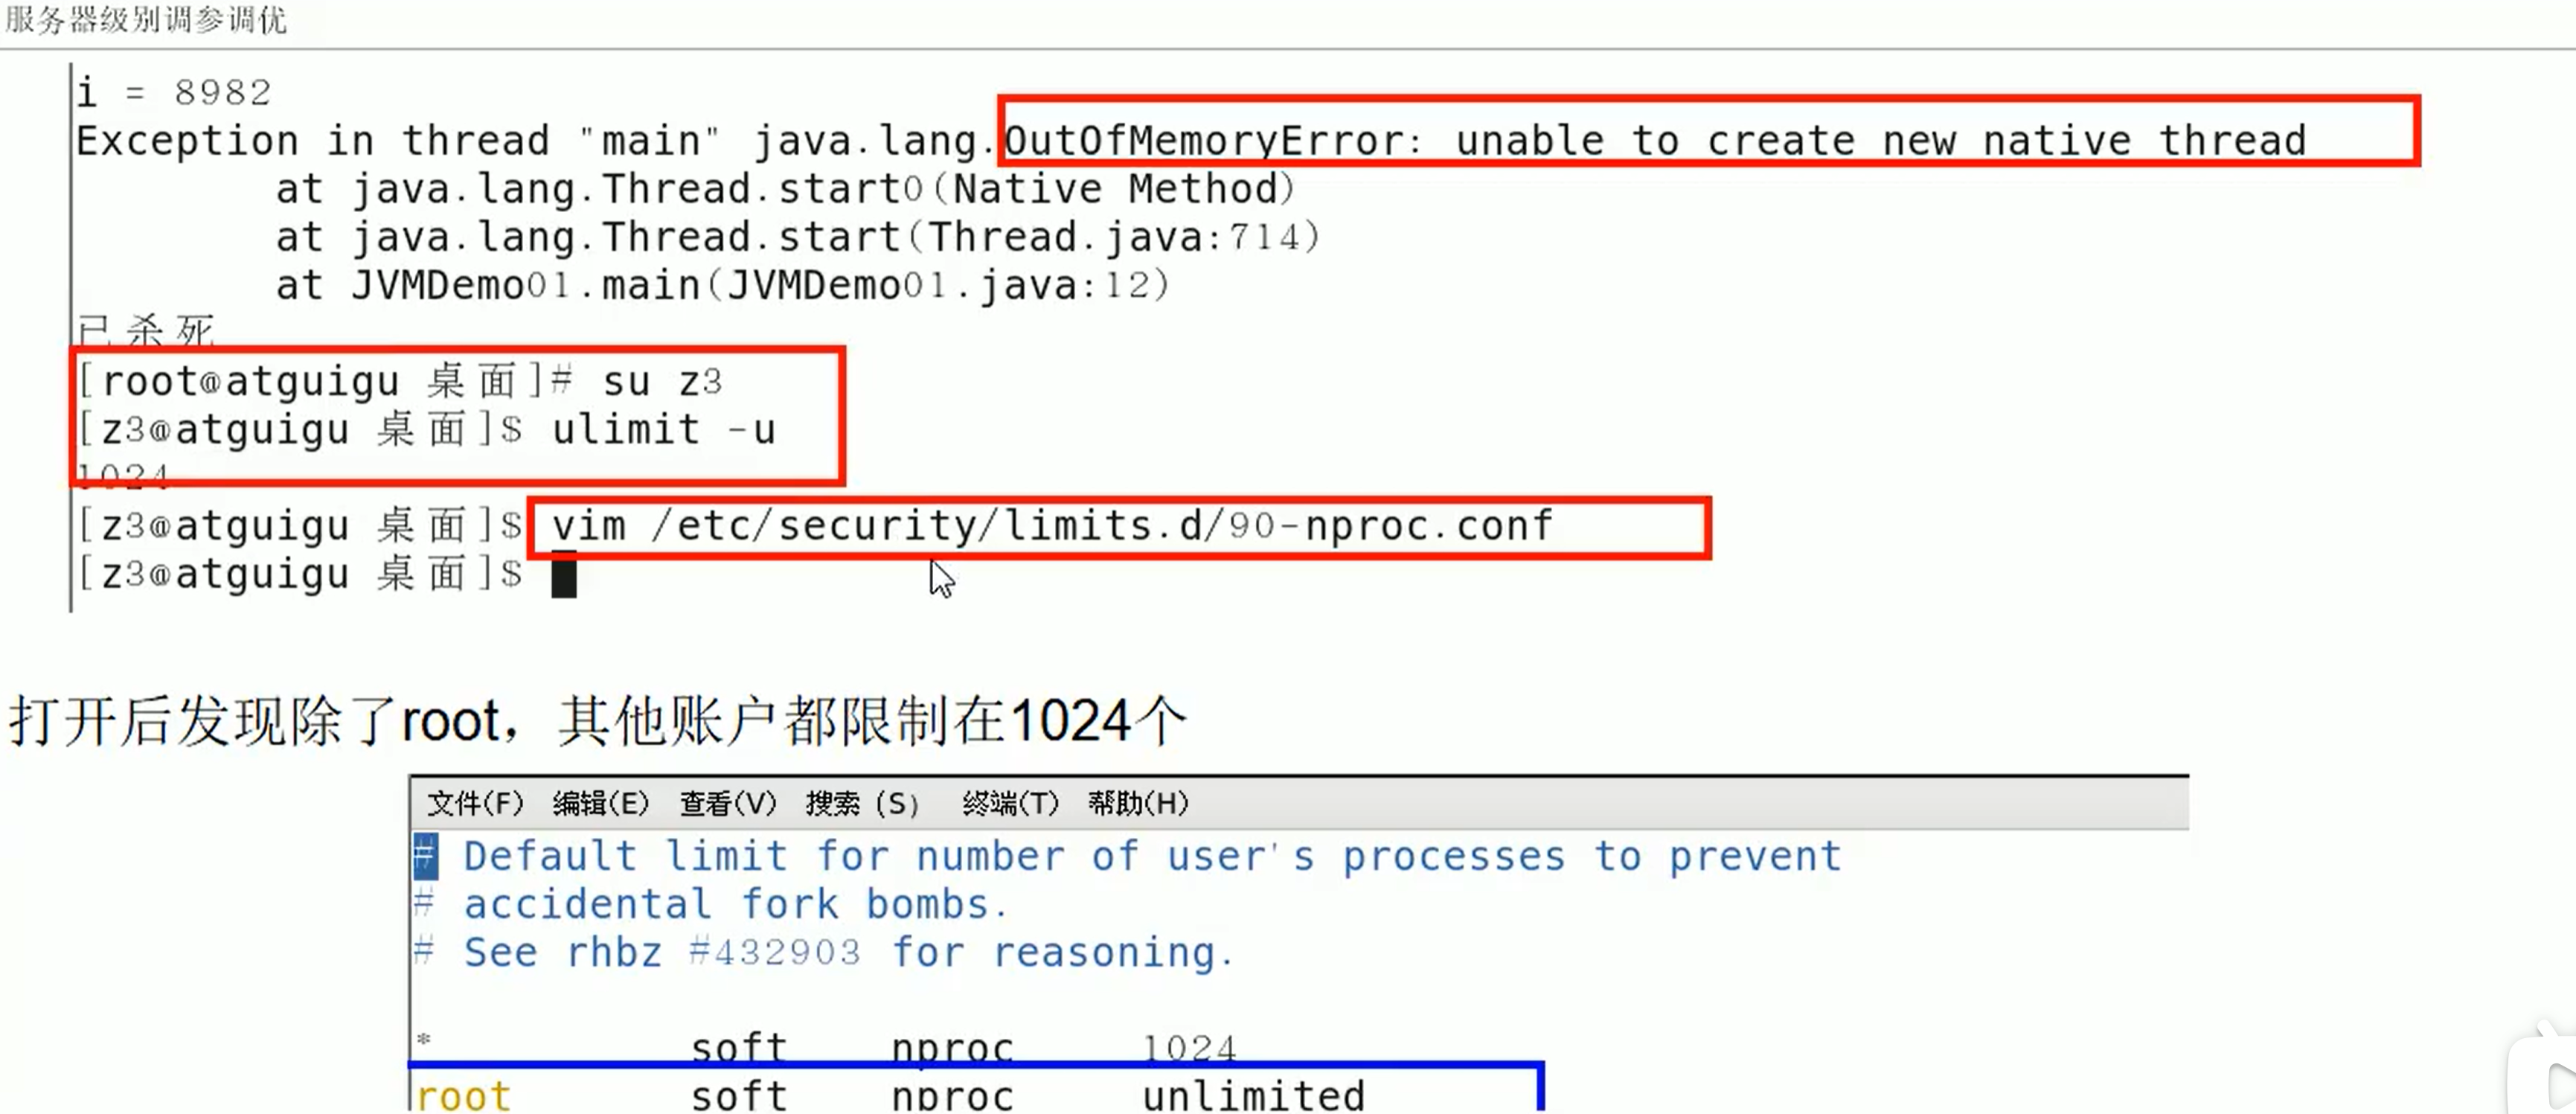 服务器级别调参调优
i = 8982
Exception in thread "main" java.lang.OutOfMemoryError: unable to create new native thread
at java.lang.Thread.start0(Native Method)
at java.lang.Thread.start(Thread.java:714)
at JVMDemo01.main(JVMDemo01.java:12)
已杀死
[root@atguigu 桌面]# su z3
[z3@atguigu 桌面]$ ulimit -u
1024
[z3@atguigu 桌面]$ vim /etc/security/limits.d/90-nproc.conf
[z3@atguigu 桌面]$
打开后发现除了root，其他账户都限制在1024个
文件(F) 编辑(E) 查看(V) 搜索 (S) 终端(T) 帮助(H)
# Default limit for number of user's processes to prevent
# accidental fork bombs.
# See rhbz #432903 for reasoning.
* soft nproc 1024
root soft nproc unlimited